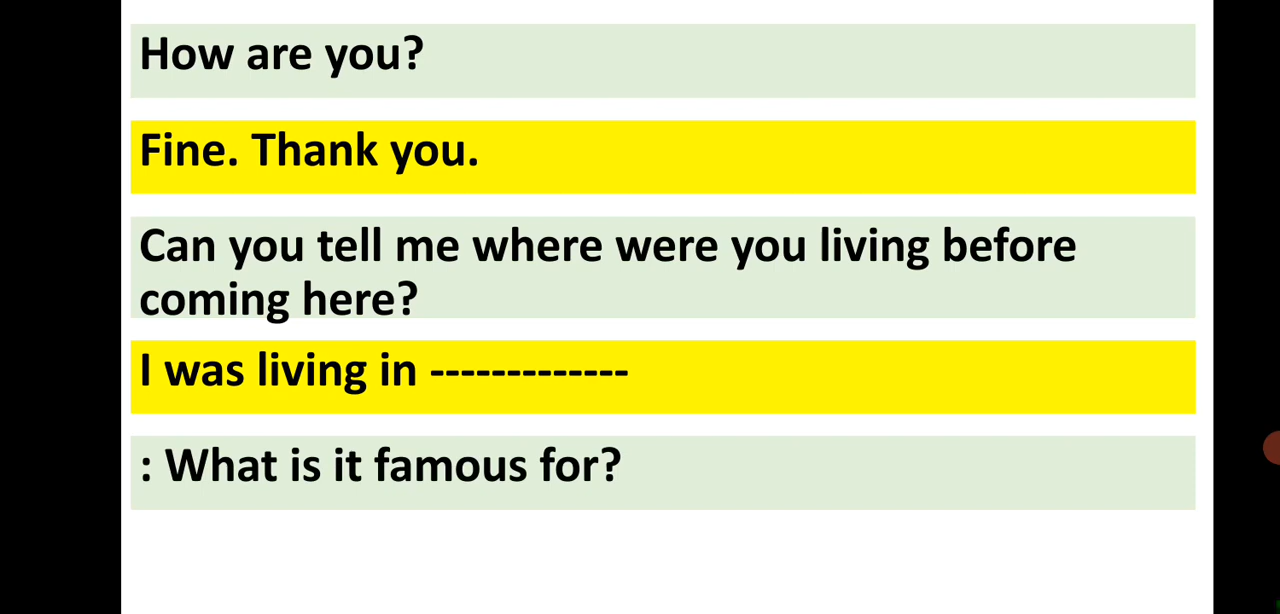 How are you?
Fine. Thank you.
Can you tell me where were you living before
coming here?
I was living in -------------
: What is it famous for?